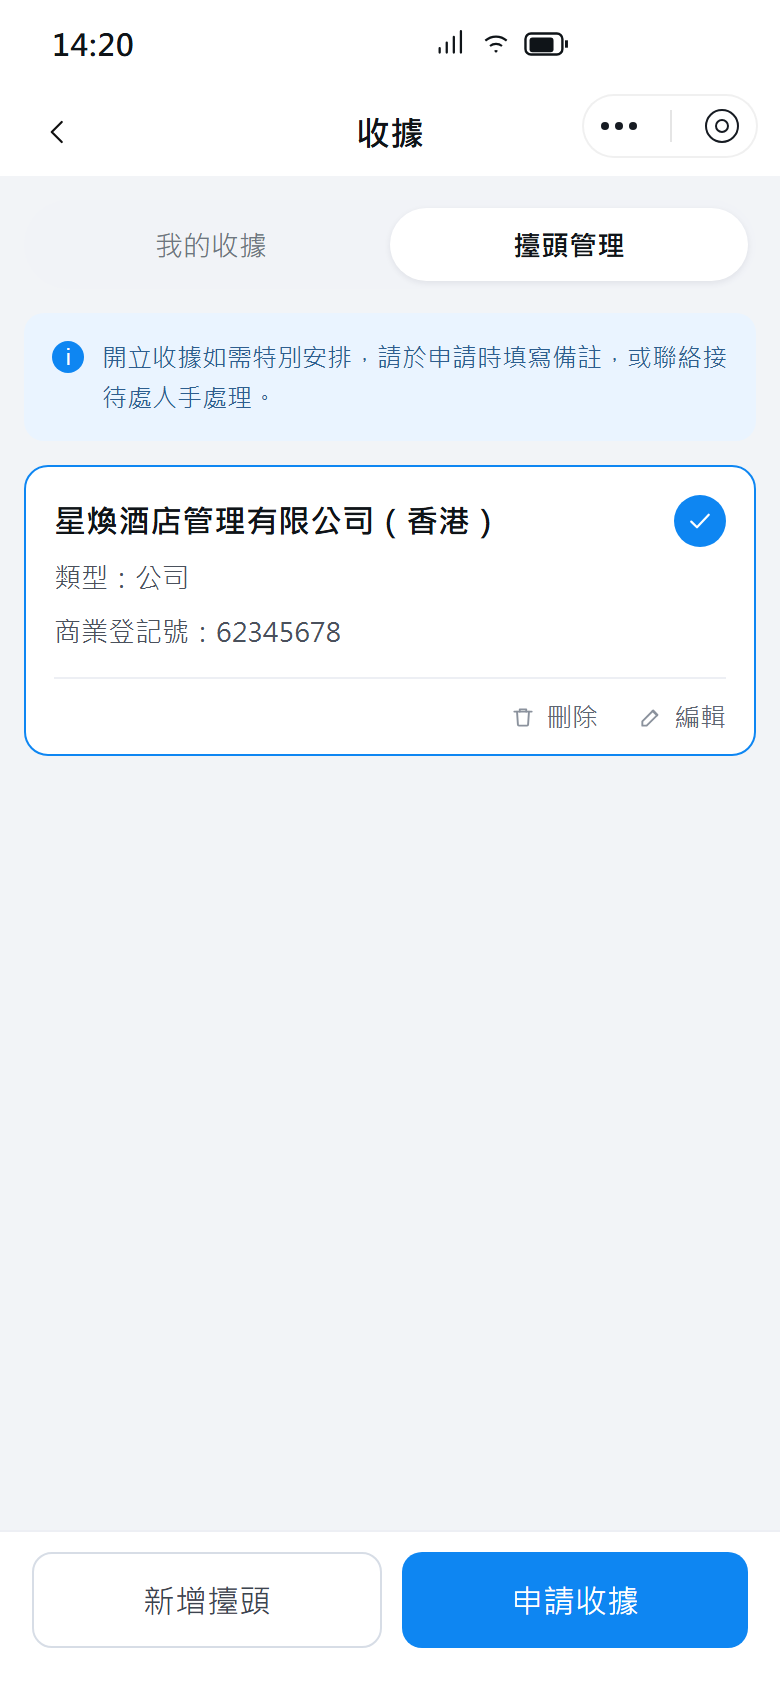 14:20
收據
我的收據
擡頭管理
開立收據如需特別安排，請於申請時填寫備註，或聯絡接
待處人手處理。
星煥酒店管理有限公司（香港）
類型：公司
商業登記號：62345678
刪除
編輯
新增擡頭
申請收據